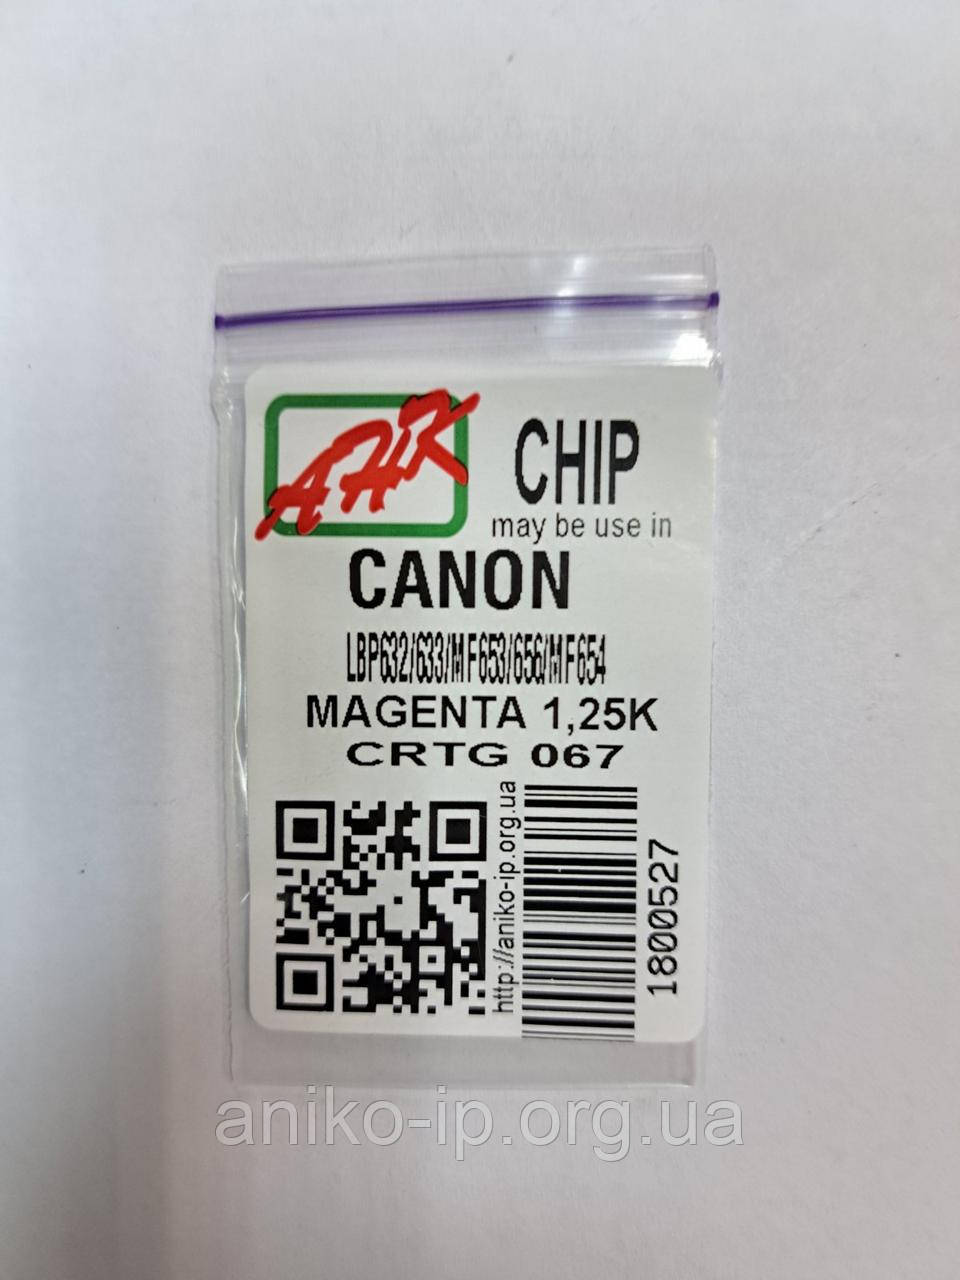 АНК
CHIP
may be use in
CANON
LBP632/633/MF653/656/MF654
MAGENTA 1,25K
CRTG 067
http://aniko-ip.org.ua
1800527
aniko-ip.org.ua